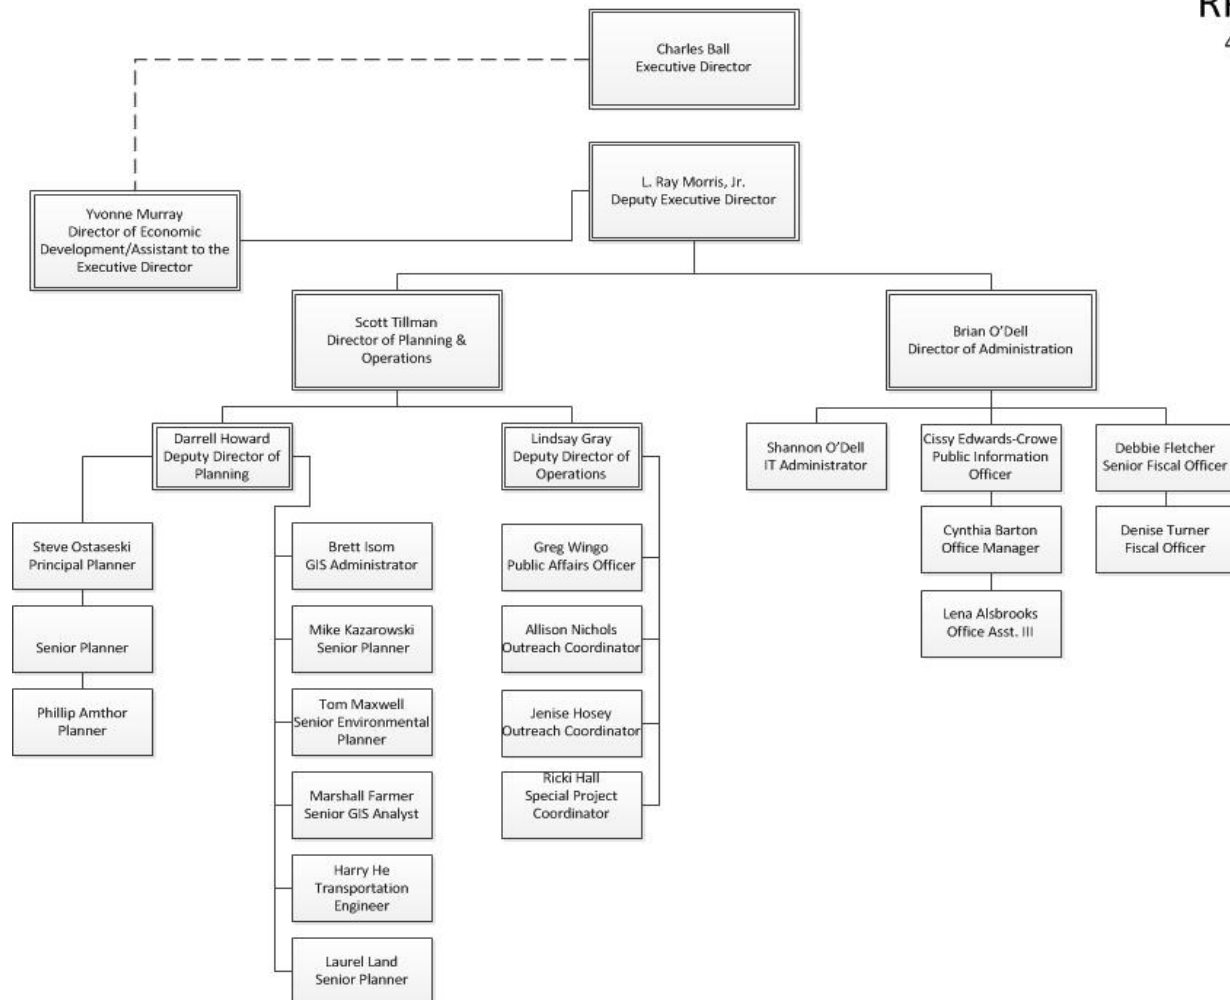 Charles Ball
Executive Director
L. Ray Morris, Jr.
Deputy Executive Director
Yvonne Murray
Director of Economic
Development/Assistant to the
Executive Director
Scott Tillman
Director of Planning &
Operations
Brian O’Dell
Director of Administration
Darrell Howard
Deputy Director of
Planning
Lindsay Gray
Deputy Director of
Operations
Shannon O’Dell
IT Administrator
Cissy Edwards-Crowe
Public Information
Officer
Debbie Fletcher
Senior Fiscal Officer
Steve Ostaseski
Principal Planner
Senior Planner
Phillip Amthor
Planner
Brett Isom
GIS Administrator
Mike Kazarowski
Senior Planner
Tom Maxwell
Senior Environmental
Planner
Marshall Farmer
Senior GIS Analyst
Harry He
Transportation
Engineer
Laurel Land
Senior Planner
Greg Wingo
Public Affairs Officer
Allison Nichols
Outreach Coordinator
Jenise Hosey
Outreach Coordinator
Ricki Hall
Special Project
Coordinator
Cynthia Barton
Office Manager
Lena Alsbrooks
Office Asst. III
Denise Turner
Fiscal Officer